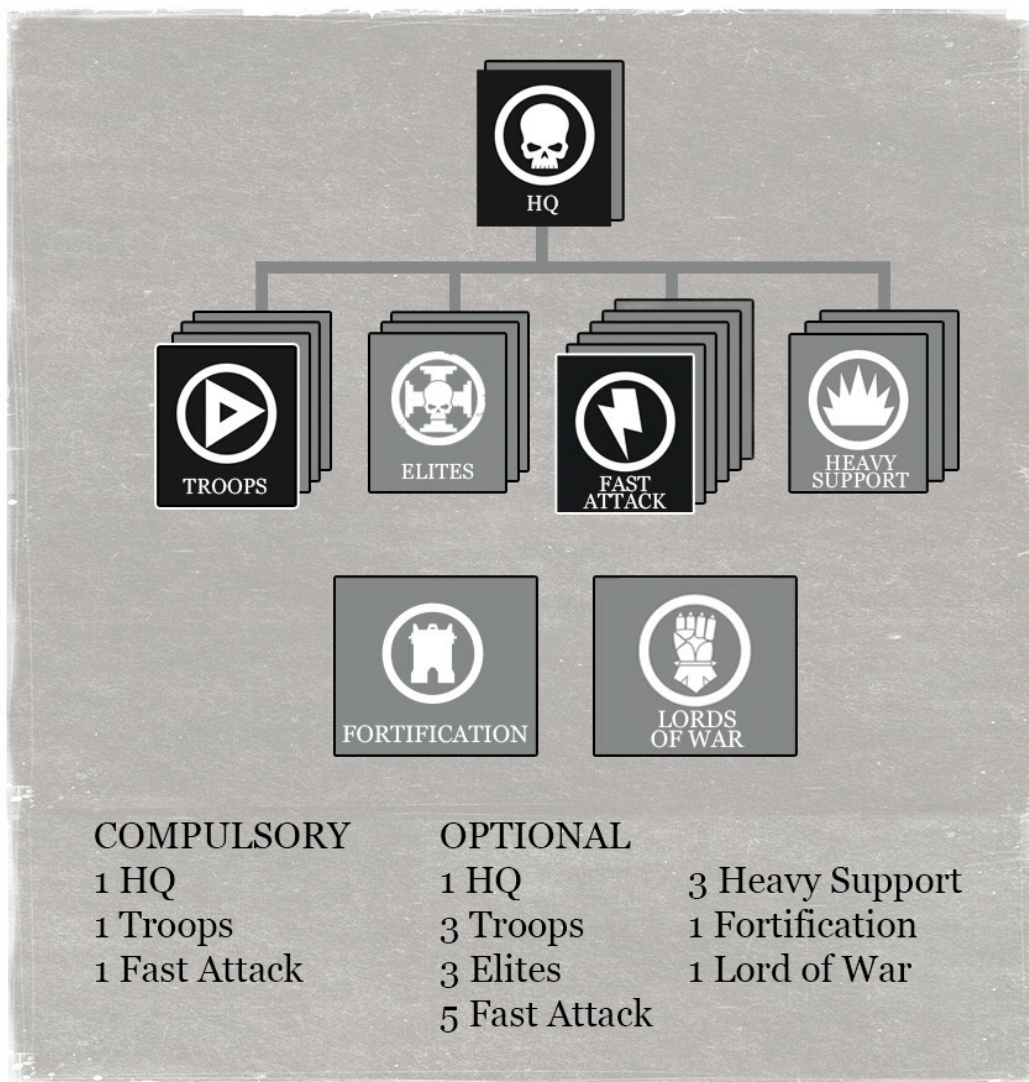 HQ
TROOPS
ELITES
FAST
ATTACK
HEAVY
SUPPORT
FORTIFICATION
LORDS
OF WAR
COMPULSORY
1 HQ
1 Troops
1 Fast Attack
OPTIONAL
1 HQ
3 Troops
3 Elites
5 Fast Attack
3 Heavy Support
1 Fortification
1 Lord of War